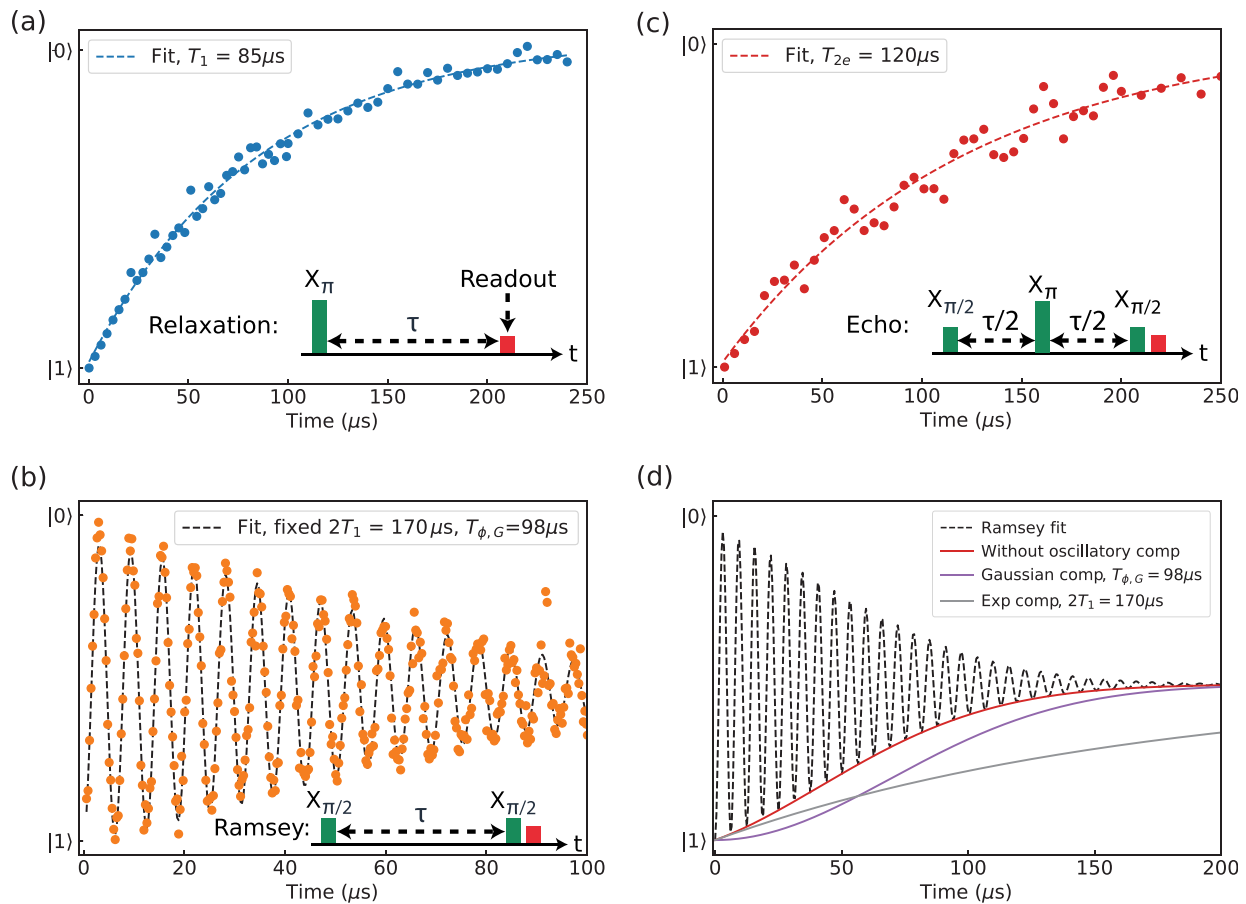 (a)
|0⟩
Fit, T₁ = 85μs
X_π
Readout
Relaxation:
τ
t
|1⟩
0 50 100 150 200 250
Time (μs)
(c)
|0⟩
Fit, T₂ₑ = 120μs
X_π/2
X_π
X_π/2
Echo:
τ/2
τ/2
t
|1⟩
0 50 100 150 200 250
Time (μs)
(b)
|0⟩
Fit, fixed 2T₁ = 170 μs, T_ϕ,G=98μs
X_π/2
X_π/2
Ramsey:
τ
t
|1⟩
0 20 40 60 80 100
Time (μs)
(d)
|0⟩
Ramsey fit
Without oscillatory comp
Gaussian comp, T_ϕ,G = 98μs
Exp comp, 2T₁ = 170μs
|1⟩
0 50 100 150 200
Time (μs)